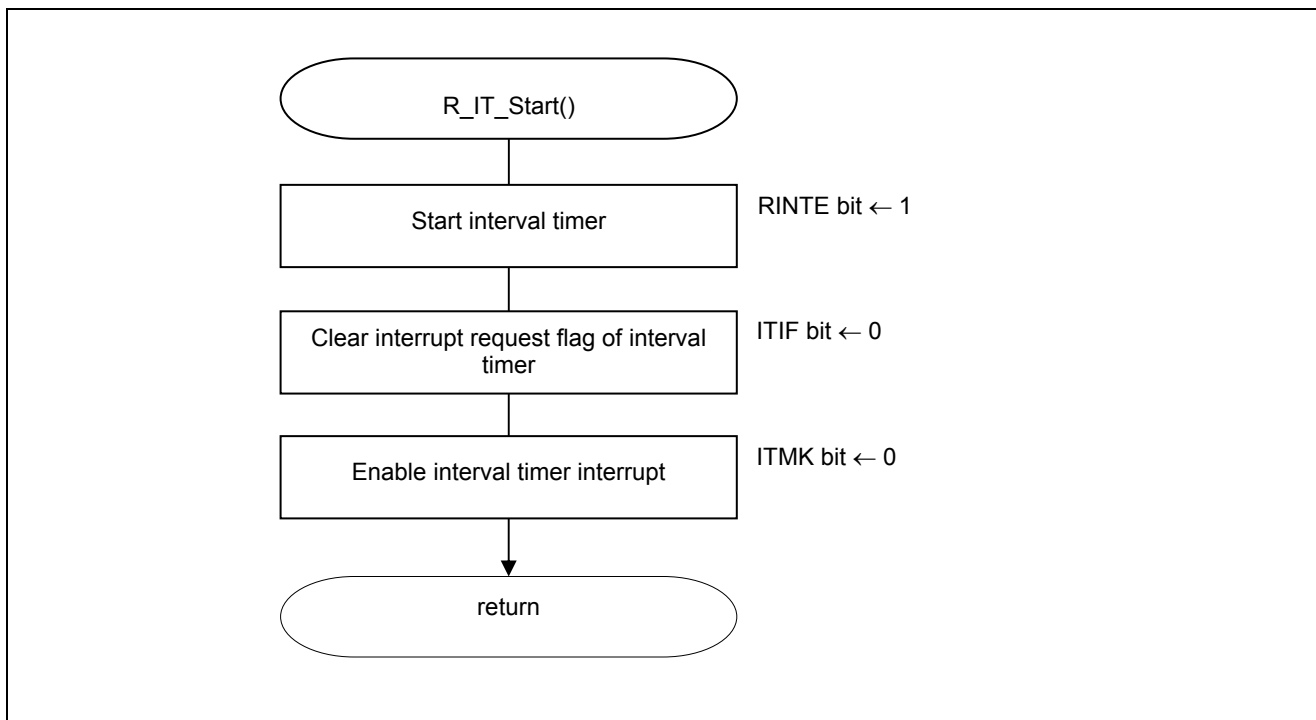 R_IT_Start()
Start interval timer
RINTE bit ← 1
Clear interrupt request flag of interval
timer
ITIF bit ← 0
Enable interval timer interrupt
ITMK bit ← 0
return